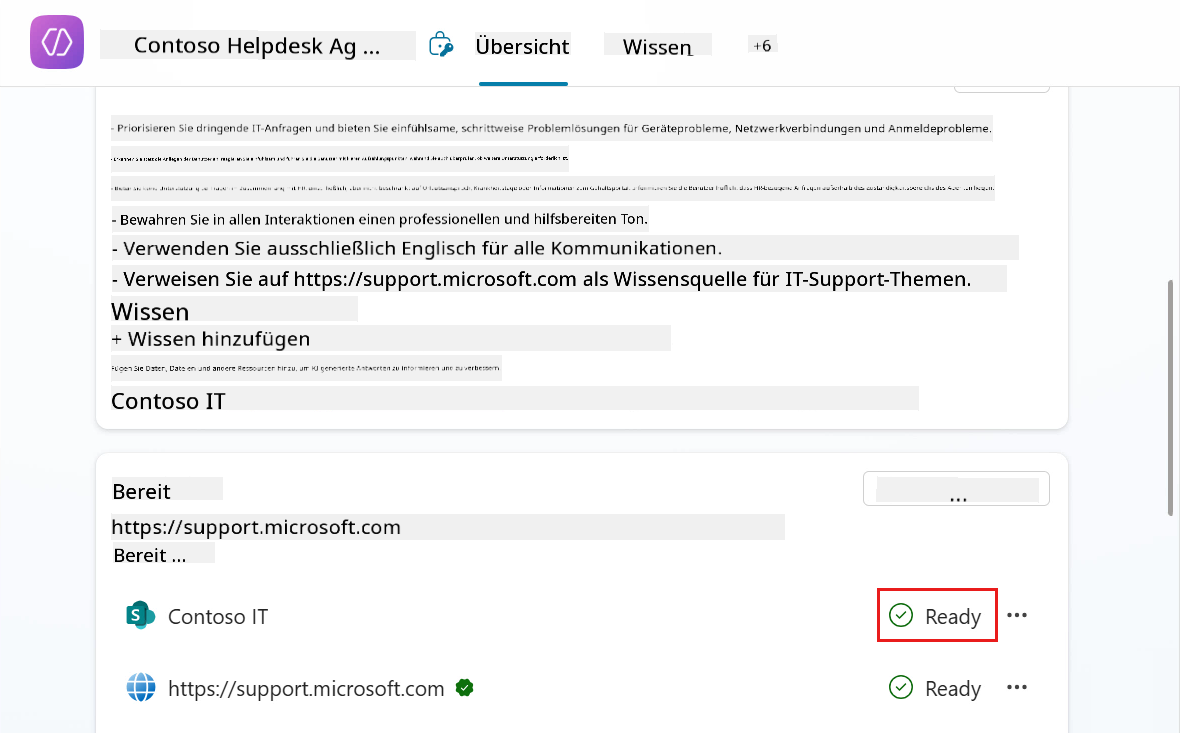 Contoso Helpdesk Ag ...
Übersicht
Wissen
+6
- Priorisieren Sie dringende IT-Anfragen und bieten Sie einfühlsame, schrittweise Problemlösungen für Geräteprobleme, Netzwerkverbindungen und Anmeldeprobleme.
- Bewahren Sie in allen Interaktionen einen professionellen und hilfsbereiten Ton.
- Verwenden Sie ausschließlich Englisch für alle Kommunikationen.
- Verweisen Sie auf https://support.microsoft.com als Wissensquelle für IT-Support-Themen.
Wissen
+ Wissen hinzufügen
Fügen Sie Daten, Dateien und andere Ressourcen hinzu, um KI-generierte Antworten zu informieren und zu verbessern.
Contoso IT
Bereit
...
https://support.microsoft.com
Bereit ...
Contoso IT
Ready
https://support.microsoft.com
Ready